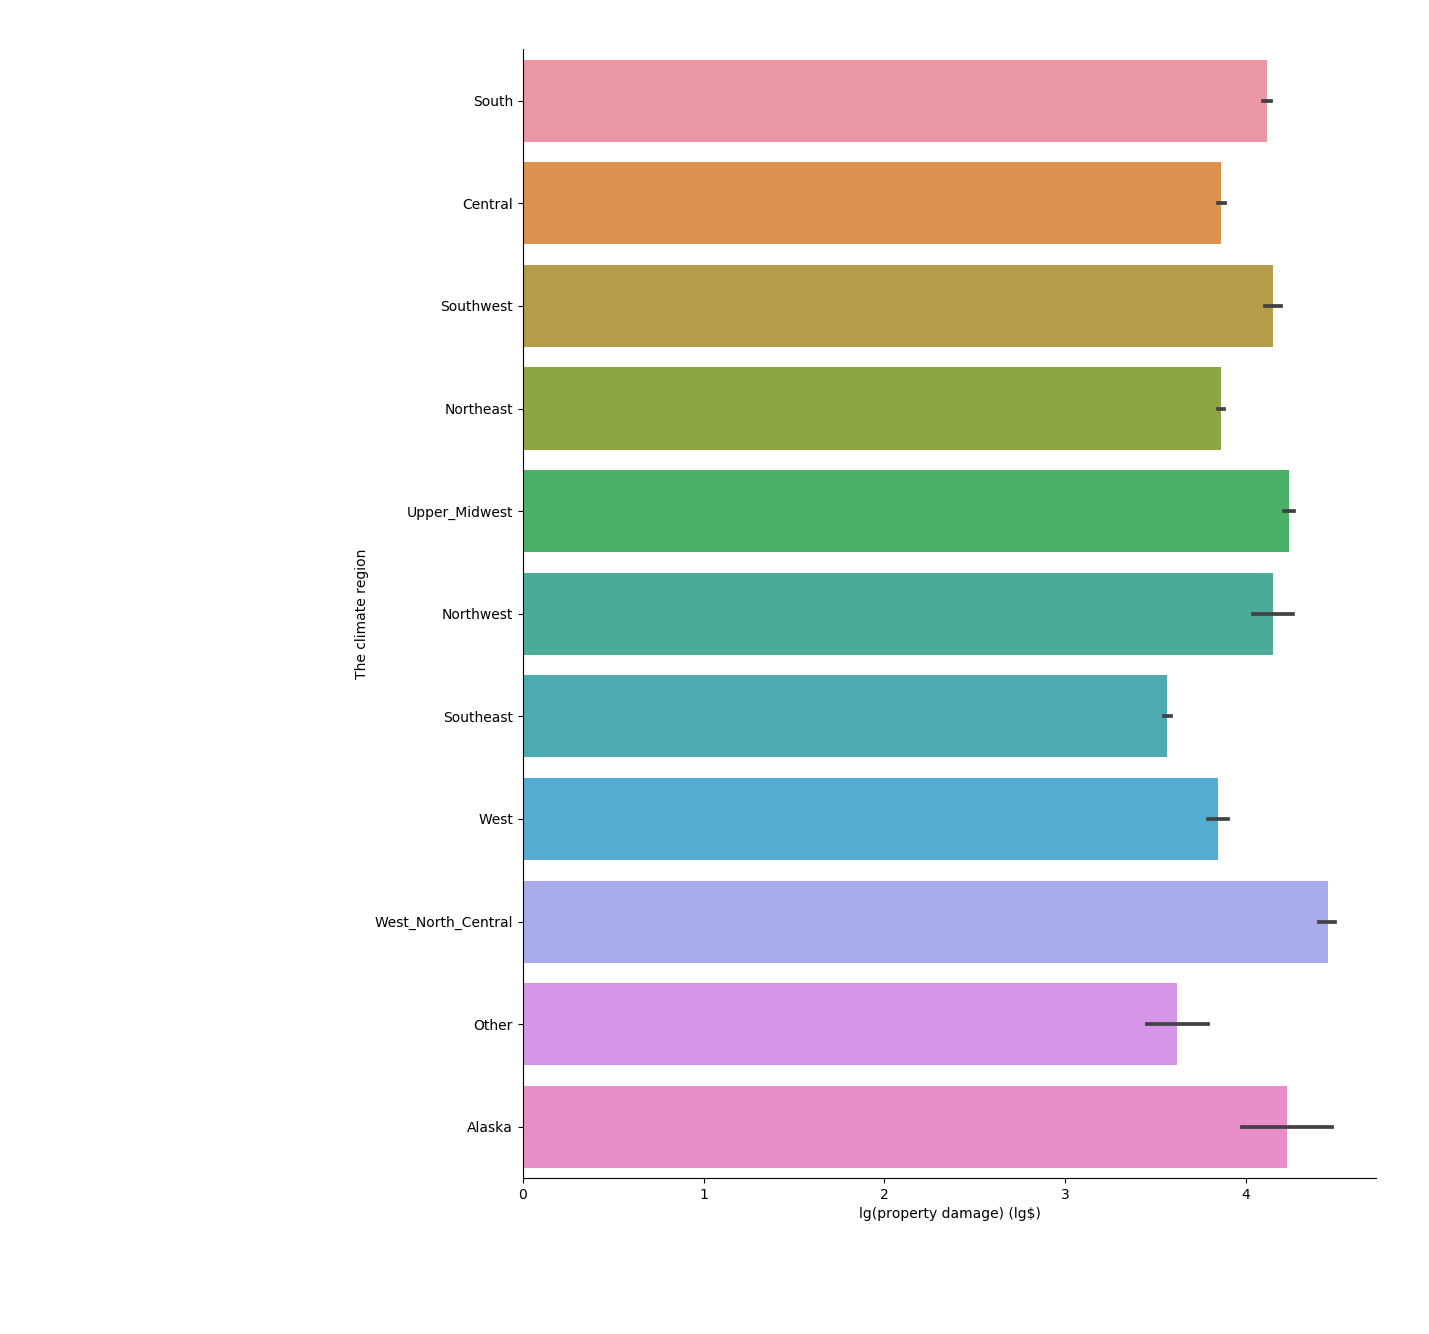 The climate region
South
Central
Southwest
Northeast
Upper_Midwest
Northwest
Southeast
West
West_North_Central
Other
Alaska
0 1 2 3 4
lg(property damage) (lg$)